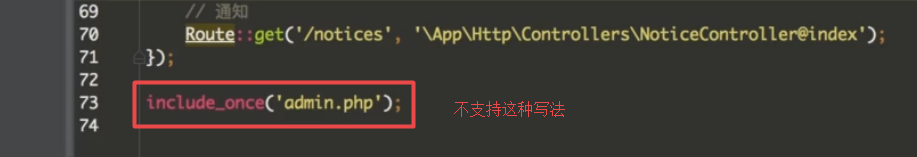 69 // 通知
70 Route::get('/notices', '\App\Http\Controllers\NoticeController@index');
71 });
72
73 include_once('admin.php'); 不支持这种写法
74